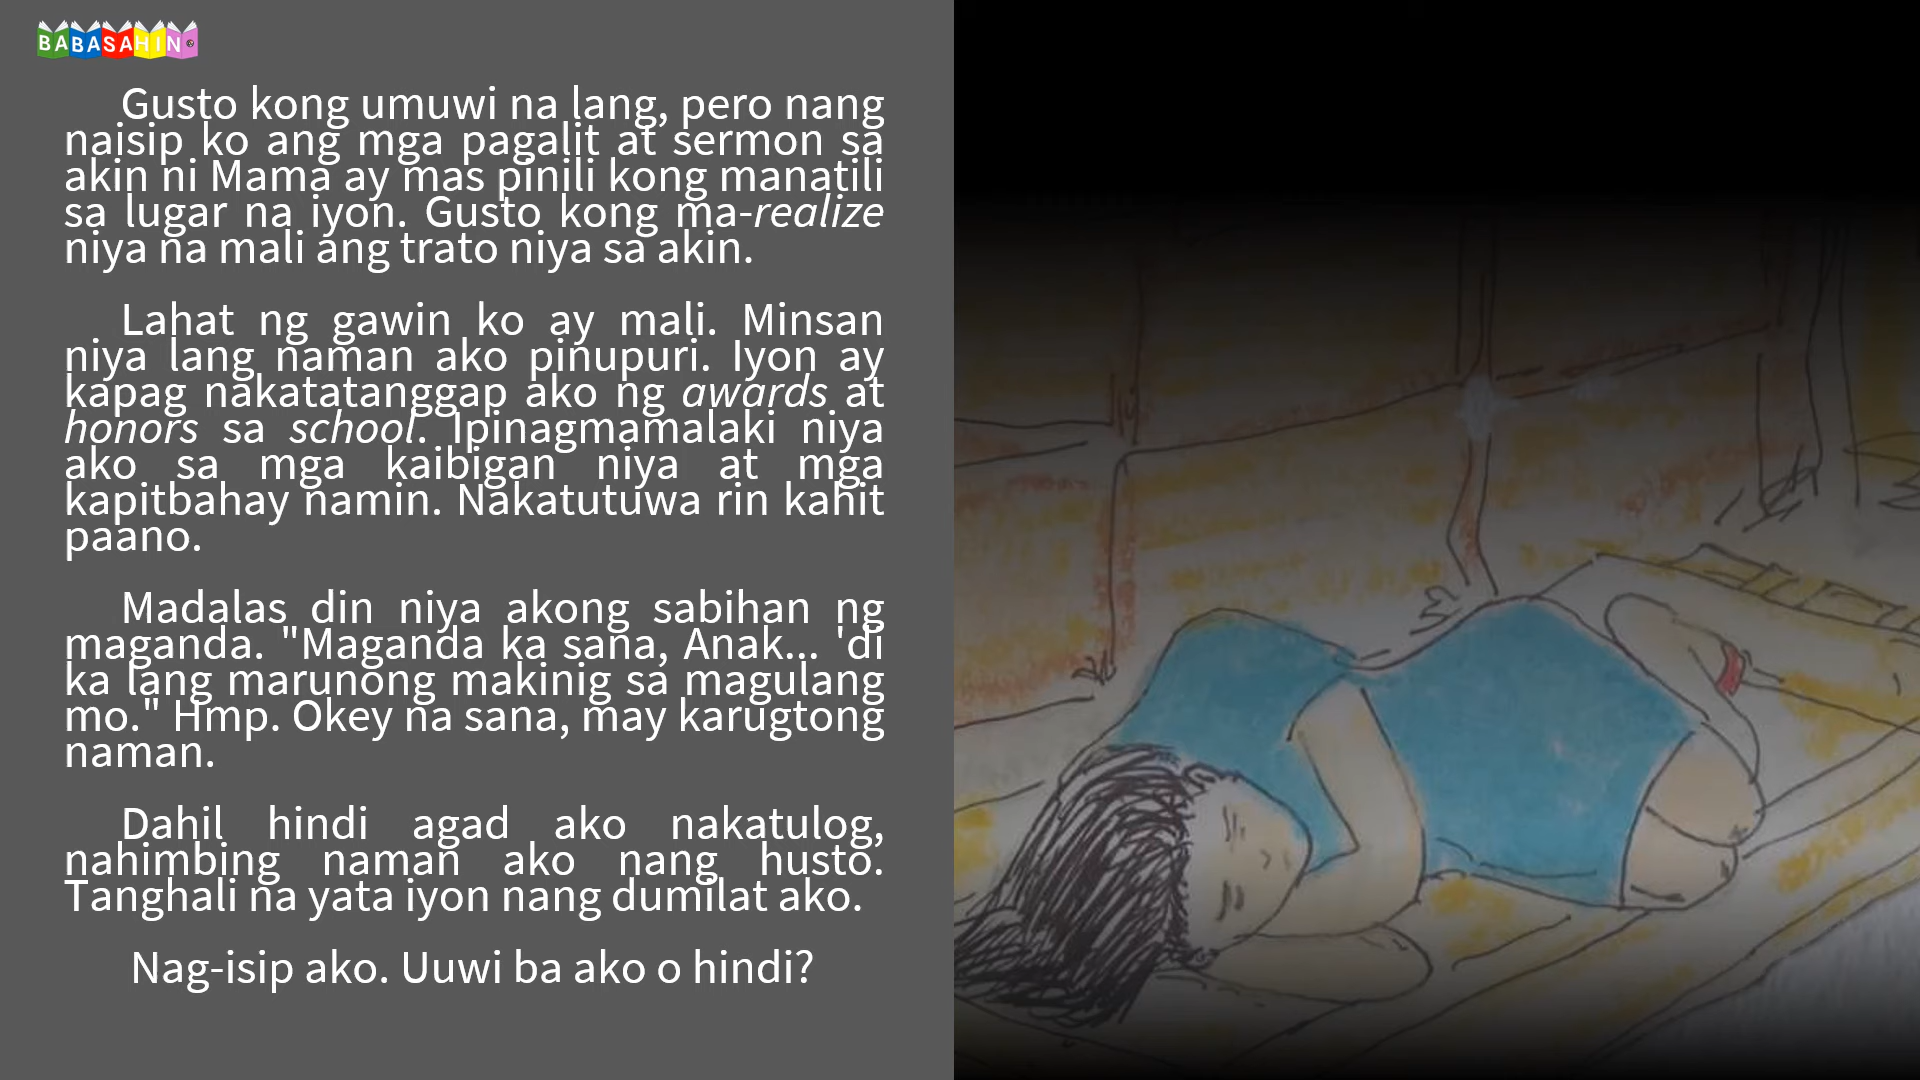 BABASAHIN
Gusto kong umuwi na lang, pero nang
naisip ko ang mga pagalit at sermon sa
akin ni Mama ay mas pinili kong manatili
sa lugar na iyon. Gusto kong ma-realize
niya na mali ang trato niya sa akin.
Lahat ng gawin ko ay mali. Minsan
niya lang naman ako pinupuri. Iyon ay
kapag nakatatanggap ako ng awards at
honors sa school. Ipinagmamalaki niya
ako sa mga kaibigan niya at mga
kapitbahay namin. Nakatutuwa rin kahit
paano.
Madalas din niya akong sabihan ng
maganda. "Maganda ka sana, Anak... 'di
ka lang marunong makinig sa magulang
mo." Hmp. Okey na sana, may karugtong
naman.
Dahil hindi agad ako nakatulog,
nahimbing naman ako nang husto.
Tanghali na yata iyon nang dumilat ako.
Nag-isip ako. Uuwi ba ako o hindi?